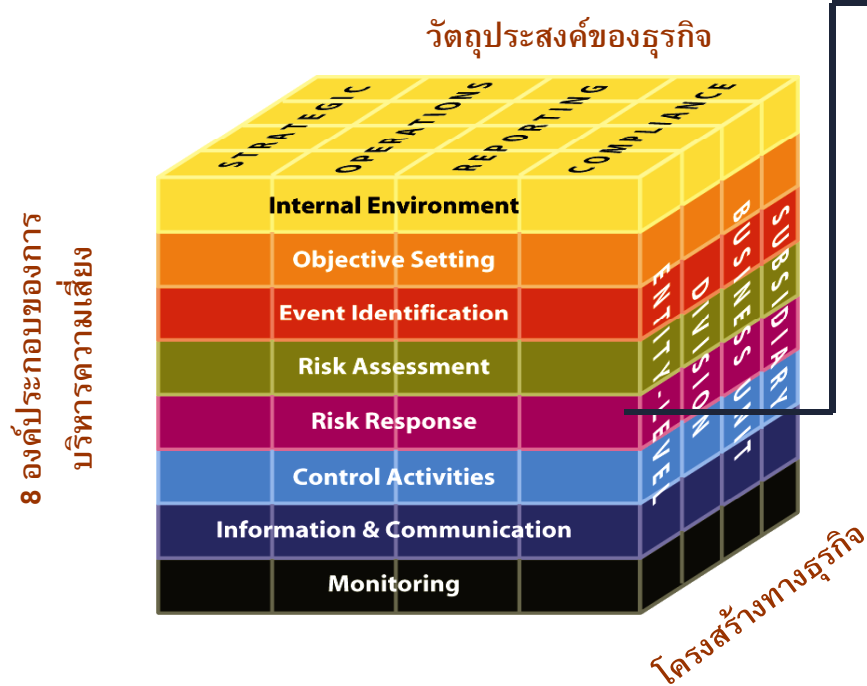 วัตถุประสงค์ของธุรกิจ
STRATEGIC
OPERATIONS
REPORTING
COMPLIANCE
8 องค์ประกอบของการ
บริหารความเสี่ยง
Internal Environment
Objective Setting
Event Identification
Risk Assessment
Risk Response
Control Activities
Information & Communication
Monitoring
ENTITY-LEVEL
DIVISION
BUSINESS UNIT
SUBSIDIARY
โครงสร้างทางธุรกิจ